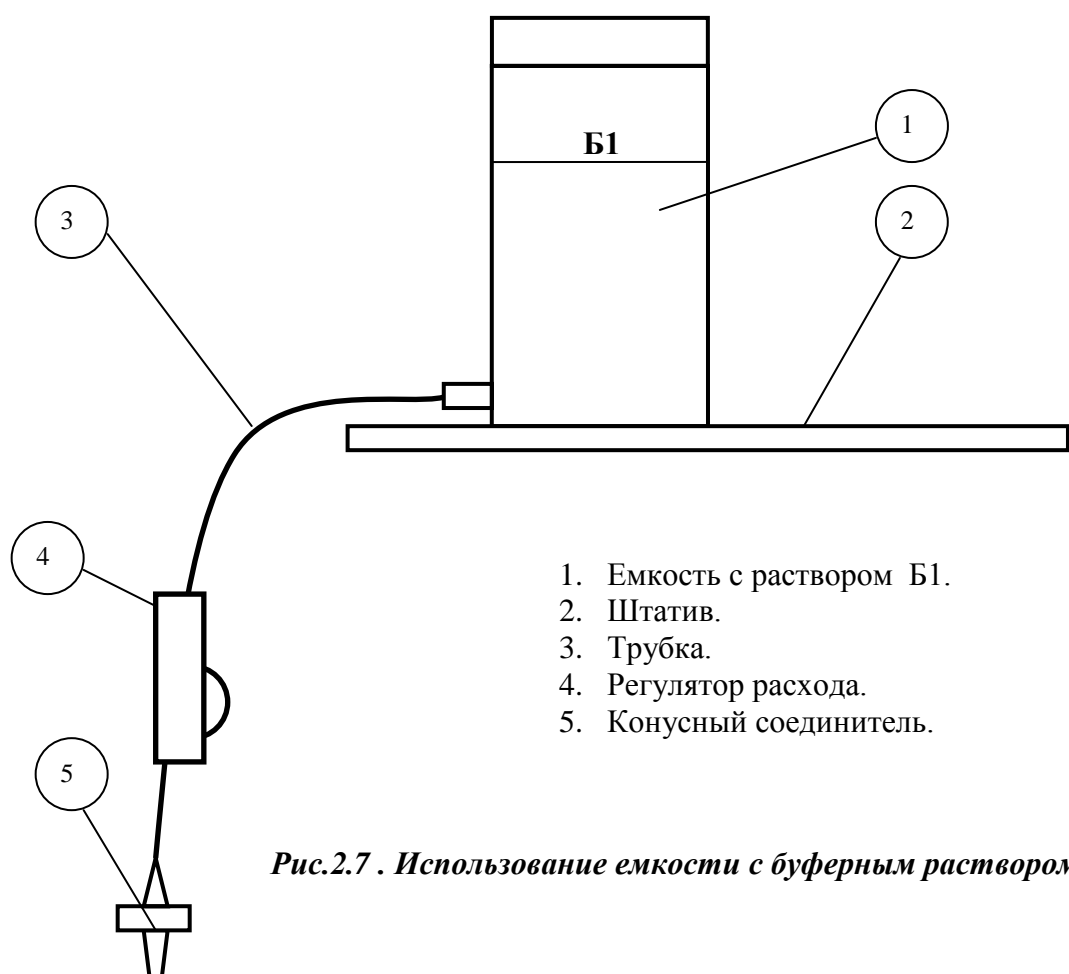 Б1
1
2
3
4
5
1. Емкость с раствором Б1.
2. Штатив.
3. Трубка.
4. Регулятор расхода.
5. Конусный соединитель.
Рис.2.7 . Использование емкости с буферным раствором